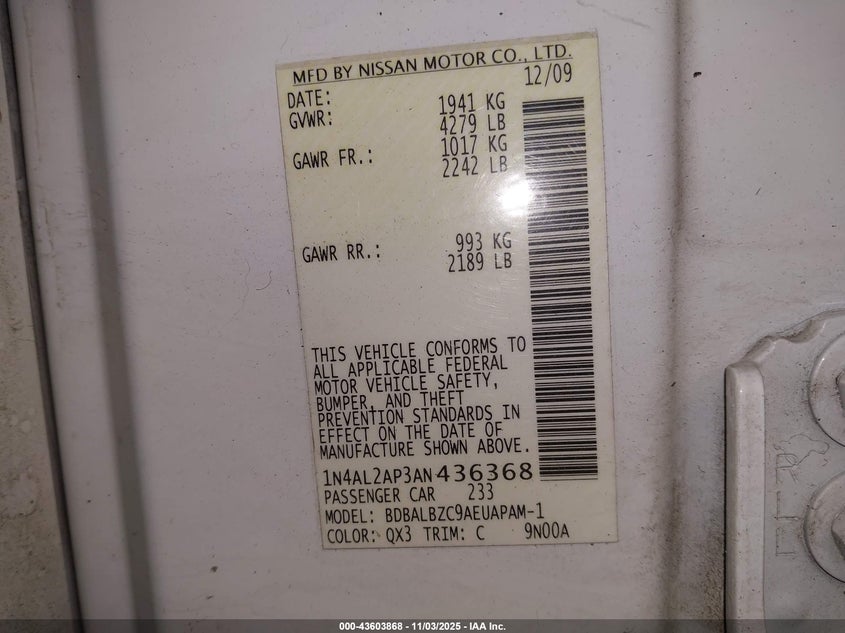 MFD BY NISSAN MOTOR CO., LTD.
DATE: 12/09
GVWR: 1941 KG
4279 LB
GAWR FR.: 1017 KG
2242 LB
GAWR RR.: 993 KG
2189 LB
THIS VEHICLE CONFORMS TO
ALL APPLICABLE FEDERAL
MOTOR VEHICLE SAFETY,
BUMPER, AND THEFT
PREVENTION STANDARDS IN
EFFECT ON THE DATE OF
MANUFACTURE SHOWN ABOVE.
1N4AL2AP3AN436368
PASSENGER CAR 233
MODEL: BDBALBZC9AEUAPAM-1
COLOR: QX3 TRIM: C 9N00A
000-43603868 - 11/03/2025 - IAA Inc.